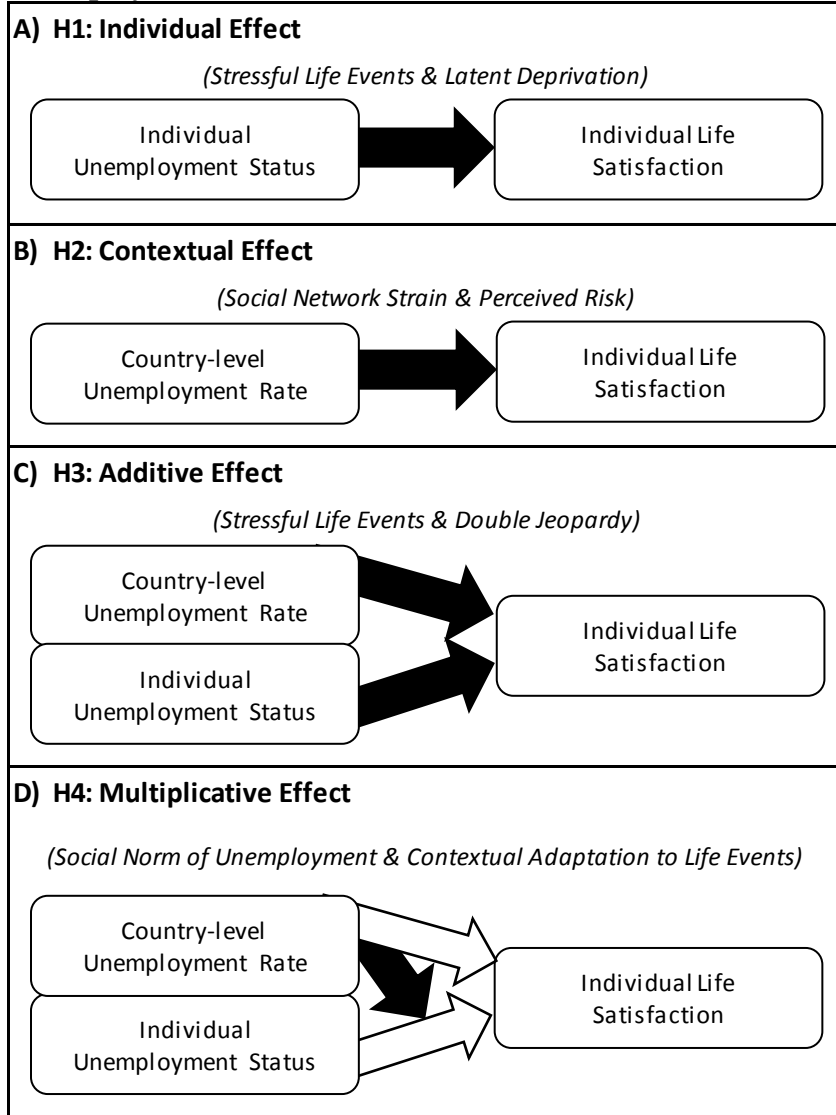 A) H1: Individual Effect
(Stressful Life Events & Latent Deprivation)
Individual
Unemployment Status
Individual Life
Satisfaction
B) H2: Contextual Effect
(Social Network Strain & Perceived Risk)
Country-level
Unemployment Rate
Individual Life
Satisfaction
C) H3: Additive Effect
(Stressful Life Events & Double Jeopardy)
Country-level
Unemployment Rate
Individual
Unemployment Status
Individual Life
Satisfaction
D) H4: Multiplicative Effect
(Social Norm of Unemployment & Contextual Adaptation to Life Events)
Country-level
Unemployment Rate
Individual
Unemployment Status
Individual Life
Satisfaction